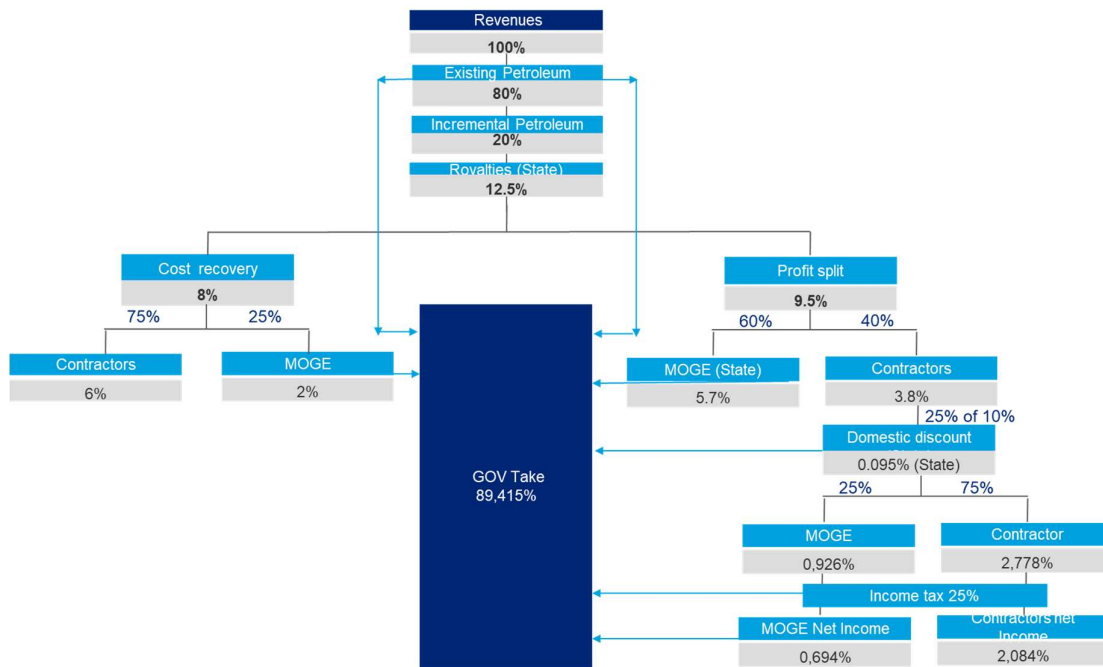 Revenues
100%
Existing Petroleum
80%
Incremental Petroleum
20%
Royalties (State)
12.5%
Cost recovery
8%
75%
25%
Contractors
6%
MOGE
2%
Profit split
9.5%
60%
40%
MOGE (State)
5.7%
Contractors
3.8%
25% of 10%
Domestic discount
0.095% (State)
25%
75%
MOGE
0,926%
Contractor
2,778%
Income tax 25%
MOGE Net Income
0,694%
Contractors net
Income
2,084%
GOV Take
89,415%